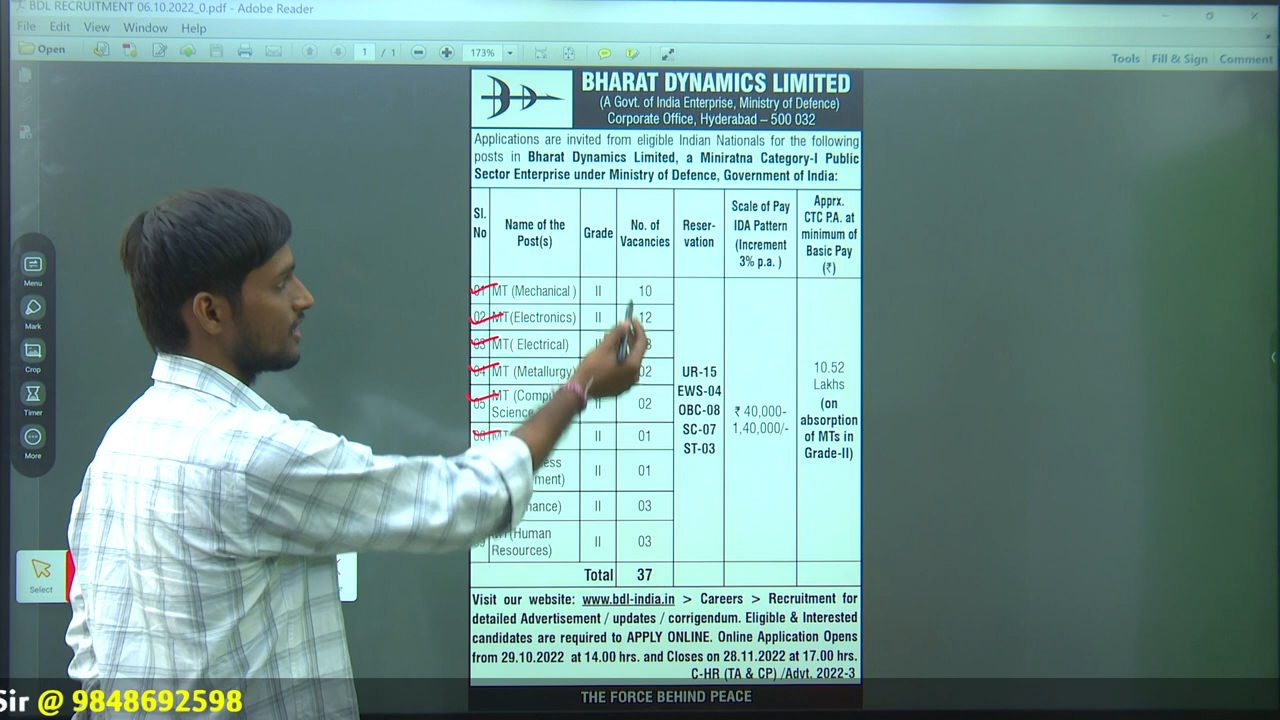 BDL RECRUITMENT 06.10.2022_0.pdf - Adobe Reader
File Edit View Window Help
Open 1 / 1 173% Tools Fill & Sign Comment
BHARAT DYNAMICS LIMITED
(A Govt. of India Enterprise, Ministry of Defence)
Corporate Office, Hyderabad – 500 032
Applications are invited from eligible Indian Nationals for the following
posts in Bharat Dynamics Limited, a Miniratna Category-I Public
Sector Enterprise under Ministry of Defence, Government of India:
Sl. No
Name of the Post(s)
Grade
No. of Vacancies
Reser-
vation
Scale of Pay
IDA Pattern
(Increment
3% p.a. )
Apprx.
CTC P.A. at
minimum of
Basic Pay
(₹)
01 MT (Mechanical ) II 10
02 MT(Electronics) II 12
03 MT( Electrical) II
04 MT (Metallurgy) II 02
05 MT (Computer
Science II 02
06 II 01
II 01
II 03
MT (Human
Resources) II 03
UR-15
EWS-04
OBC-08
SC-07
ST-03
₹ 40,000-
1,40,000/-
10.52
Lakhs
(on
absorption
of MTs in
Grade-II)
Total 37
Visit our website: www.bdl-india.in > Careers > Recruitment for
detailed Advertisement / updates / corrigendum. Eligible & Interested
candidates are required to APPLY ONLINE. Online Application Opens
from 29.10.2022 at 14.00 hrs. and Closes on 28.11.2022 at 17.00 hrs.
C-HR (TA & CP) /Advt. 2022-3
THE FORCE BEHIND PEACE
Menu
Mark
Crop
Timer
More
Select
Sir @ 9848692598